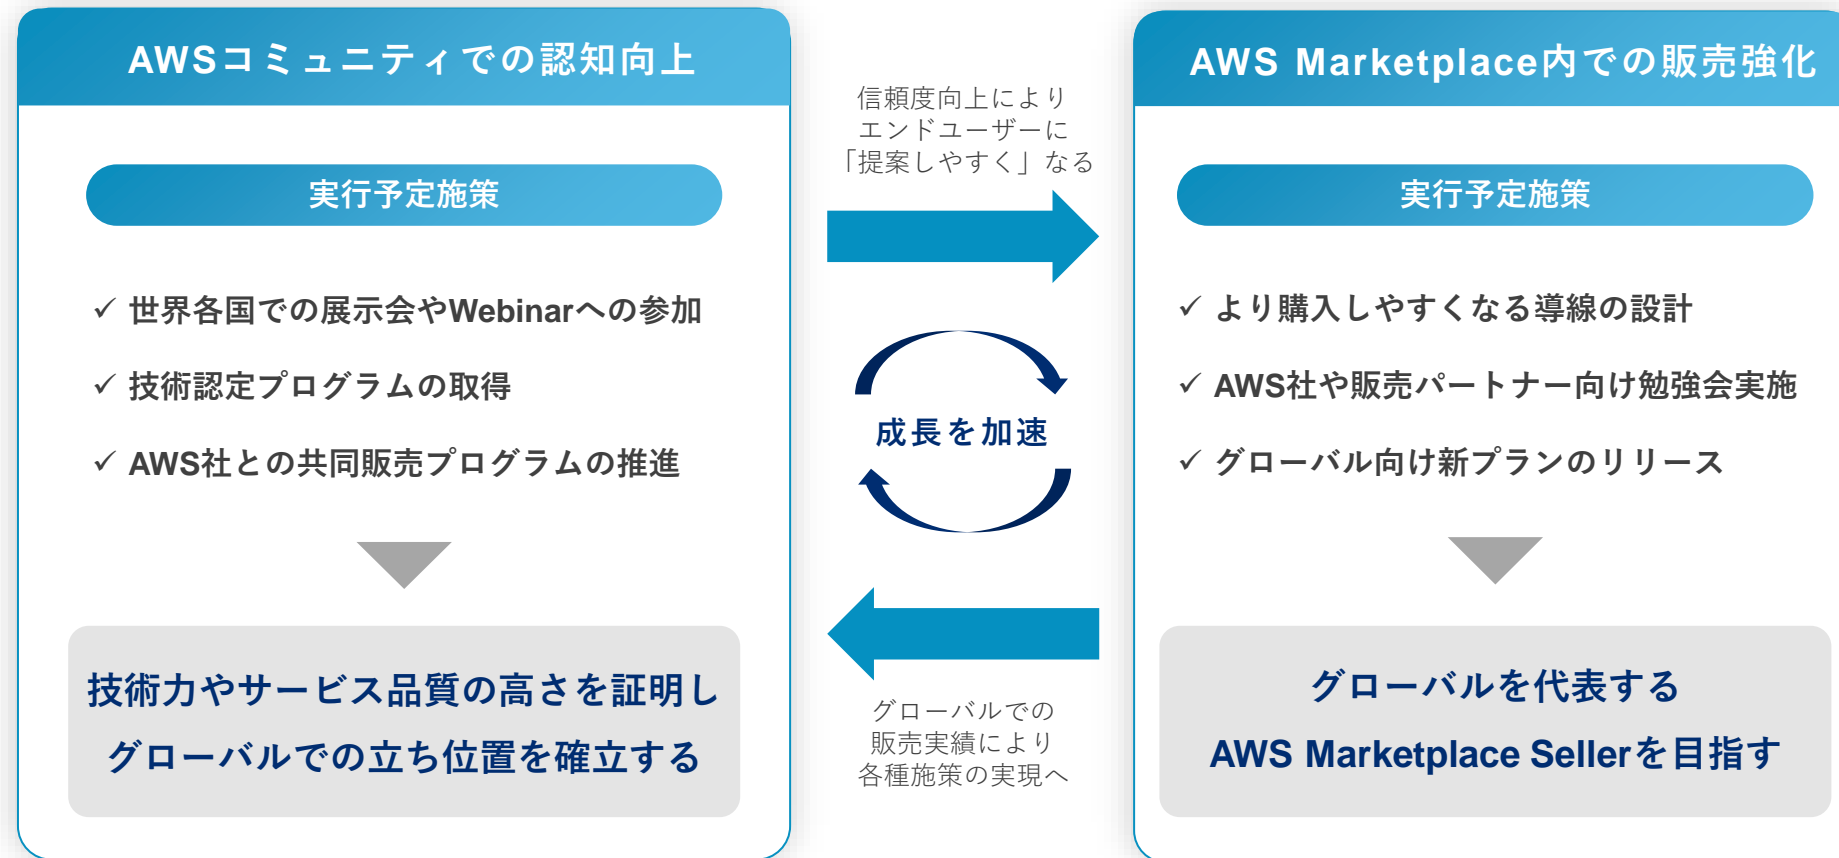 AWSコミュニティでの認知向上
実行予定施策
✓ 世界各国での展示会やWebinarへの参加
✓ 技術認定プログラムの取得
✓ AWS社との共同販売プログラムの推進
技術力やサービス品質の高さを証明し
グローバルでの立ち位置を確立する
信頼度向上により
エンドユーザーに
「提案しやすく」なる
成長を加速
グローバルでの
販売実績により
各種施策の実現へ
AWS Marketplace内での販売強化
実行予定施策
✓ より購入しやすくなる導線の設計
✓ AWS社や販売パートナー向け勉強会実施
✓ グローバル向け新プランのリリース
グローバルを代表する
AWS Marketplace Sellerを目指す